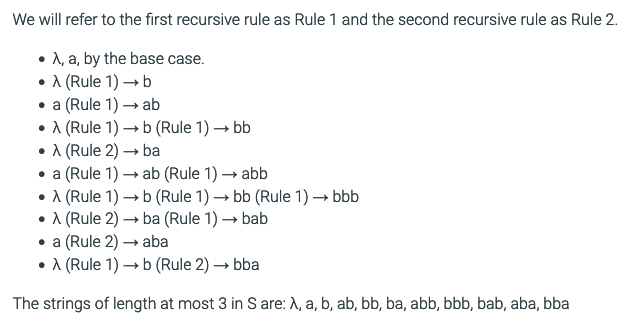 We will refer to the first recursive rule as Rule 1 and the second recursive rule as Rule 2.
• λ, a, by the base case.
• λ (Rule 1) → b
• a (Rule 1) → ab
• λ (Rule 1) → b (Rule 1) → bb
• λ (Rule 2) → ba
• a (Rule 1) → ab (Rule 1) → abb
• λ (Rule 1) → b (Rule 1) → bb (Rule 1) → bbb
• λ (Rule 2) → ba (Rule 1) → bab
• a (Rule 2) → aba
• λ (Rule 1) → b (Rule 2) → bba
The strings of length at most 3 in S are: λ, a, b, ab, bb, ba, abb, bbb, bab, aba, bba